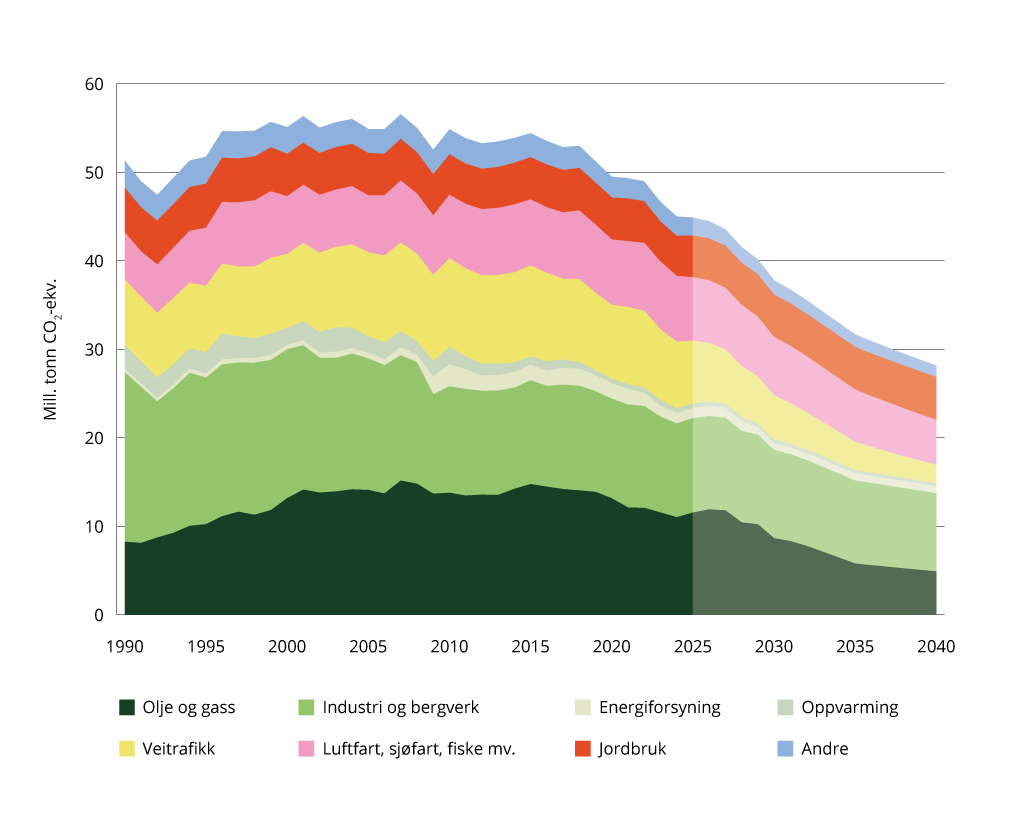 60
50
40
30
20
10
0
Mill. tonn CO₂-ekv.
1990 1995 2000 2005 2010 2015 2020 2025 2030 2035 2040
Olje og gass Industri og bergverk Energiforsyning Oppvarming
Veitrafikk Luftfart, sjøfart, fiske mv. Jordbruk Andre